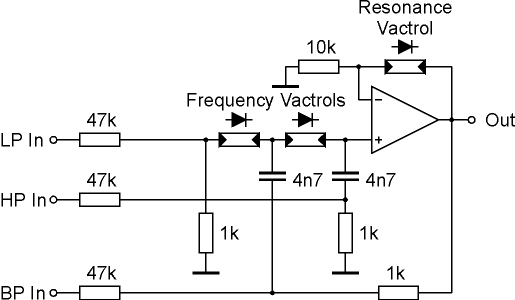 Resonance
Vactrol
10k
Frequency Vactrols
47k
LP In
−
+
Out
47k
4n7
4n7
HP In
1k
1k
47k
1k
BP In